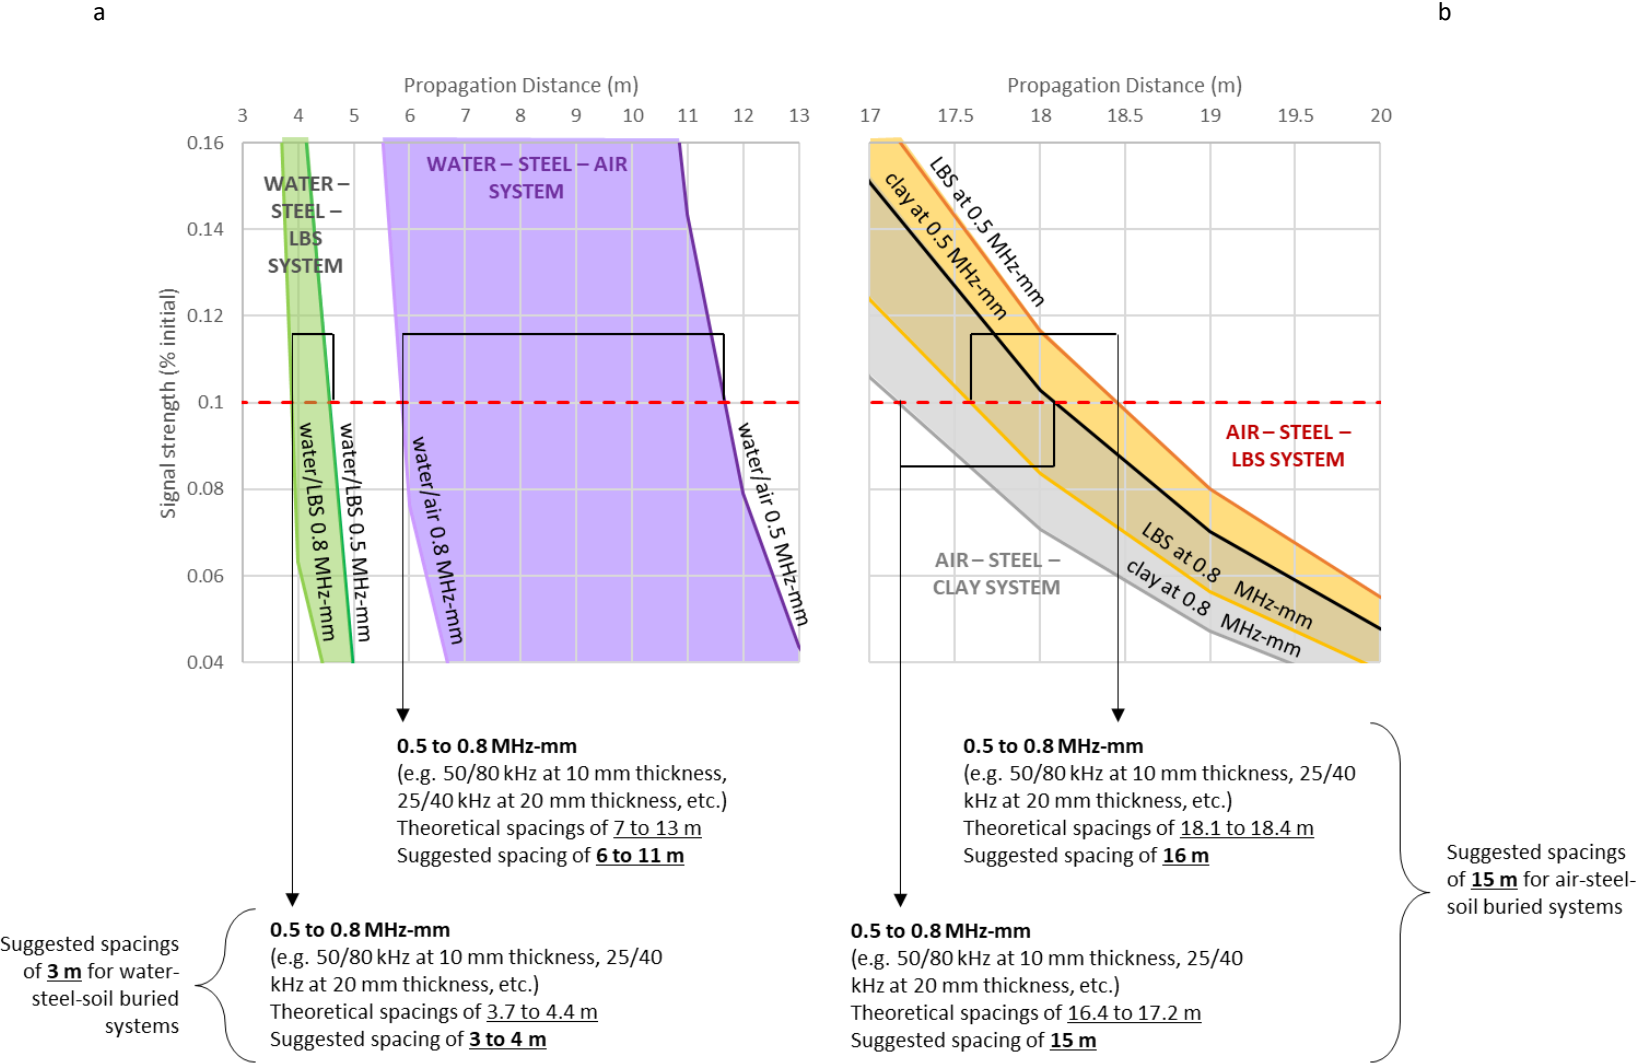 a
b
Propagation Distance (m)
3 4 5 6 7 8 9 10 11 12 13
Signal strength (% initial)
0.16
0.14
0.12
0.1
0.08
0.06
0.04
WATER –
STEEL –
LBS
SYSTEM
WATER – STEEL – AIR
SYSTEM
water/LBS 0.8 MHz-mm
water/LBS 0.5 MHz-mm
water/air 0.8 MHz-mm
water/air 0.5 MHz-mm
Propagation Distance (m)
17 17.5 18 18.5 19 19.5 20
LBS at 0.5 MHz-mm
clay at 0.5 MHz-mm
AIR – STEEL –
LBS SYSTEM
AIR – STEEL –
CLAY SYSTEM
LBS at 0.8 MHz-mm
clay at 0.8 MHz-mm
0.5 to 0.8 MHz-mm
(e.g. 50/80 kHz at 10 mm thickness,
25/40 kHz at 20 mm thickness, etc.)
Theoretical spacings of 7 to 13 m
Suggested spacing of 6 to 11 m
0.5 to 0.8 MHz-mm
(e.g. 50/80 kHz at 10 mm thickness, 25/40
kHz at 20 mm thickness, etc.)
Theoretical spacings of 18.1 to 18.4 m
Suggested spacing of 16 m
Suggested spacings
of 3 m for water-
steel-soil buried
systems
0.5 to 0.8 MHz-mm
(e.g. 50/80 kHz at 10 mm thickness, 25/40
kHz at 20 mm thickness, etc.)
Theoretical spacings of 3.7 to 4.4 m
Suggested spacing of 3 to 4 m
0.5 to 0.8 MHz-mm
(e.g. 50/80 kHz at 10 mm thickness, 25/40
kHz at 20 mm thickness, etc.)
Theoretical spacings of 16.4 to 17.2 m
Suggested spacing of 15 m
Suggested spacings
of 15 m for air-steel-
soil buried systems